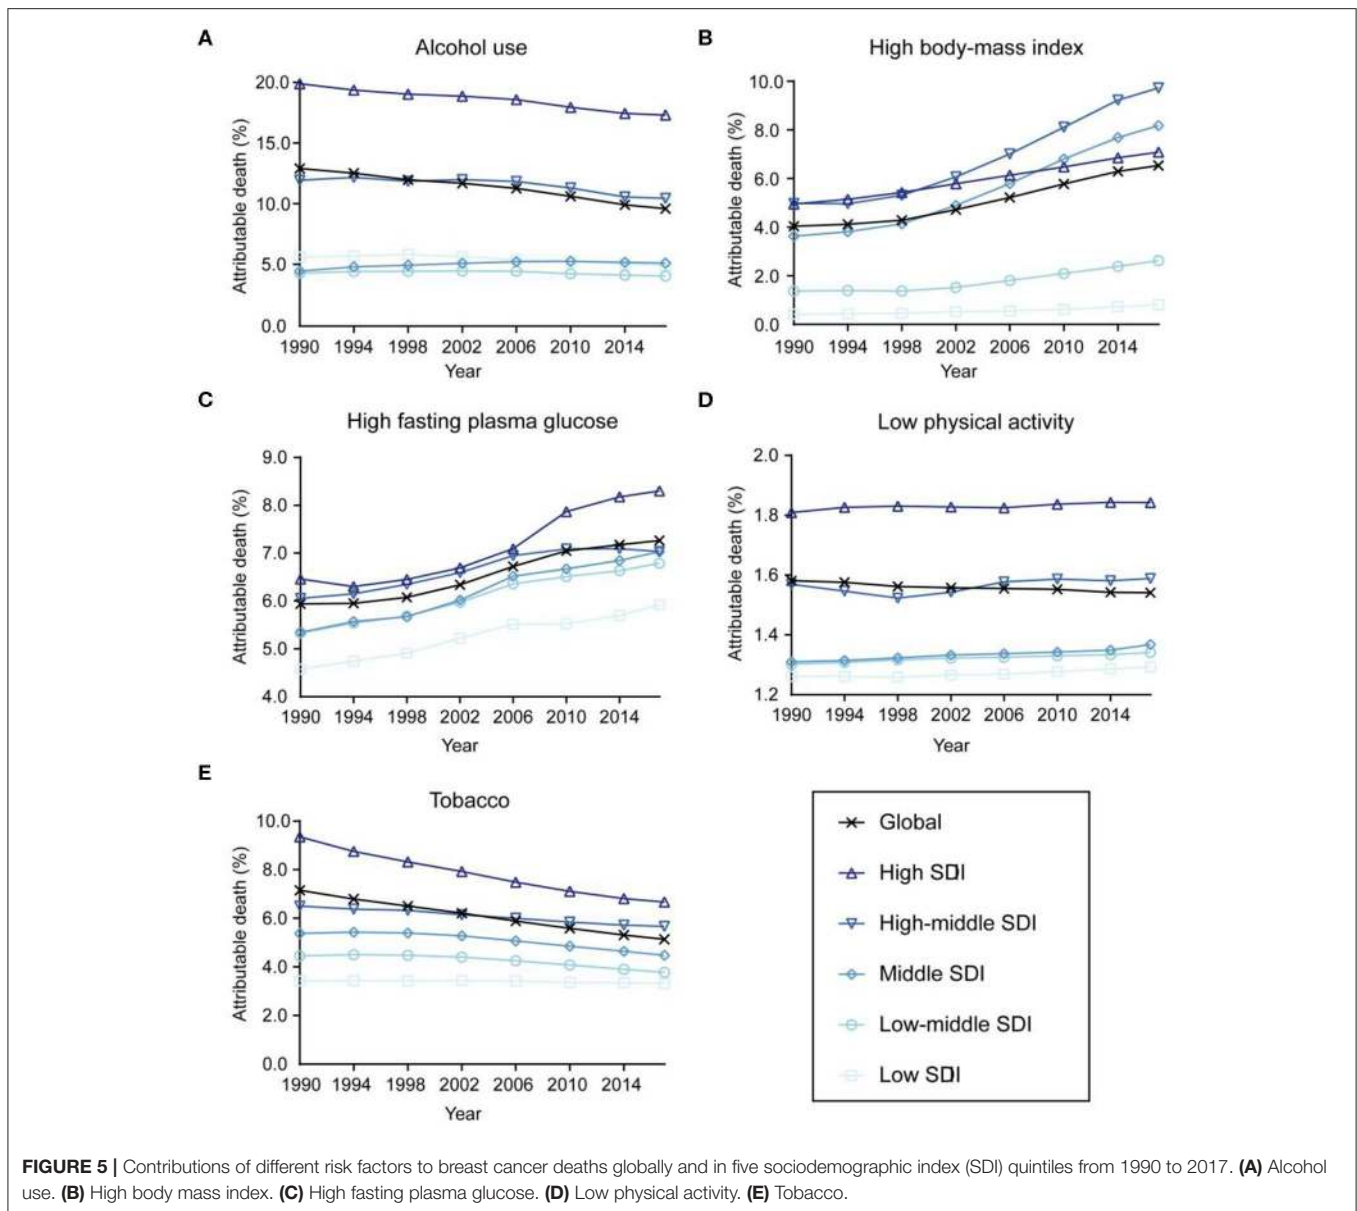 A
Alcohol use
Attributable death (%)
20.0
15.0
10.0
5.0
0.0
1990 1994 1998 2002 2006 2010 2014
Year
B
High body-mass index
Attributable death (%)
10.0
8.0
6.0
4.0
2.0
0.0
1990 1994 1998 2002 2006 2010 2014
Year
C
High fasting plasma glucose
Attributable death (%)
9.0
8.0
7.0
6.0
5.0
4.0
1990 1994 1998 2002 2006 2010 2014
Year
D
Low physical activity
Attributable death (%)
2.0
1.8
1.6
1.4
1.2
1990 1994 1998 2002 2006 2010 2014
Year
E
Tobacco
Attributable death (%)
10.0
8.0
6.0
4.0
2.0
0.0
1990 1994 1998 2002 2006 2010 2014
Year
Global
High SDI
High-middle SDI
Middle SDI
Low-middle SDI
Low SDI
FIGURE 5 | Contributions of different risk factors to breast cancer deaths globally and in five sociodemographic index (SDI) quintiles from 1990 to 2017. (A) Alcohol
use. (B) High body mass index. (C) High fasting plasma glucose. (D) Low physical activity. (E) Tobacco.